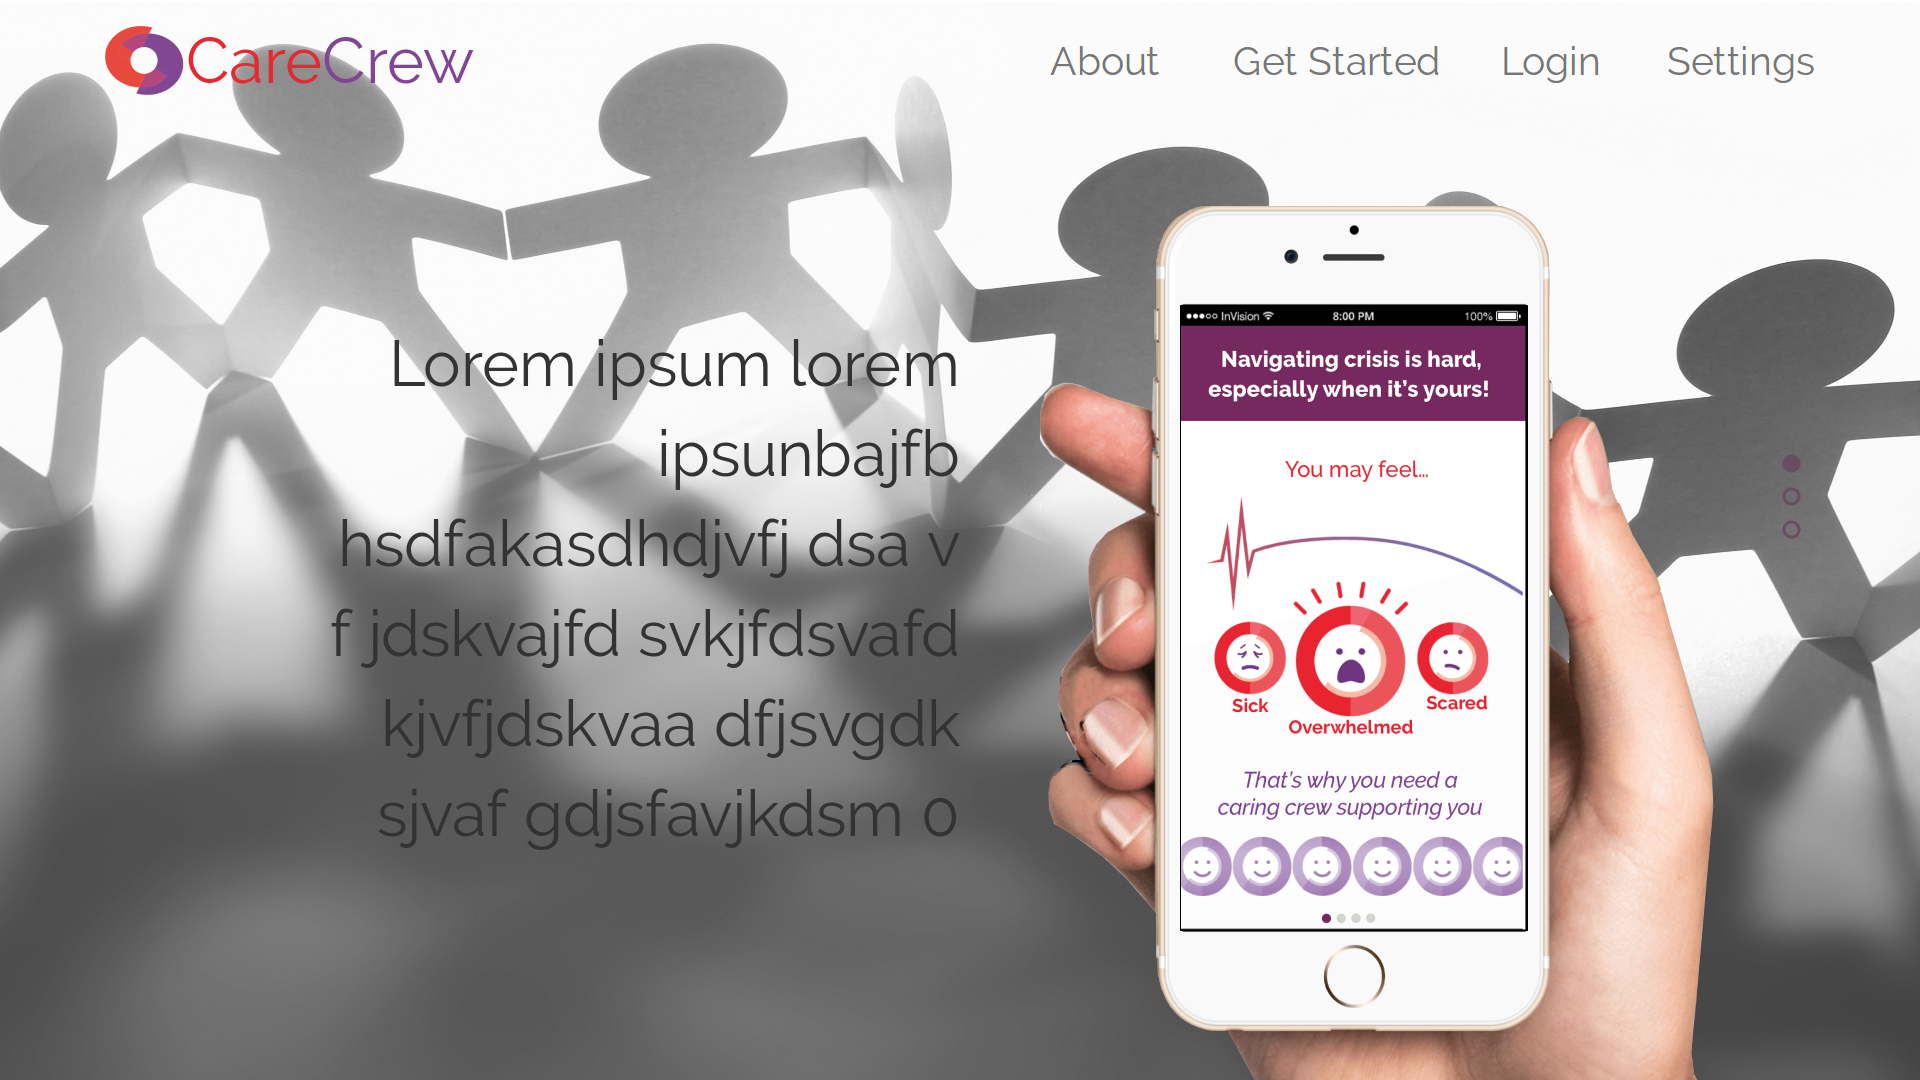 CareCrew
About Get Started Login Settings
Lorem ipsum lorem
ipsunbajfb
hsdfakasdhdjvfj dsa v
f jdskvajfd svkjfdsvafd
kjvfjdskvaa dfjsvgdk
sjvaf gdjsfavjkdsm 0
InVision 8:00 PM 100%
Navigating crisis is hard,
especially when it's yours!
You may feel...
Sick
Overwhelmed
Scared
That's why you need a
caring crew supporting you